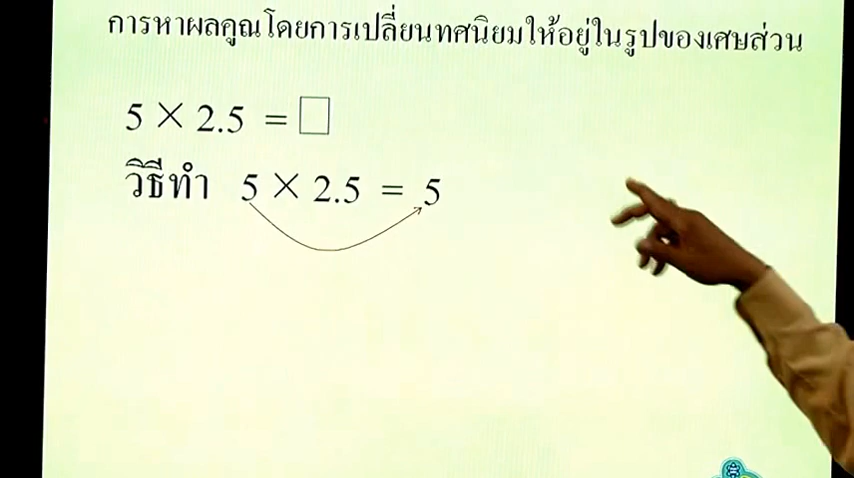 การหาผลคูณโดยการเปลี่ยนทศนิยมให้อยู่ในรูปของเศษส่วน
5 × 2.5 = □
วิธีทำ 5 × 2.5 = 5